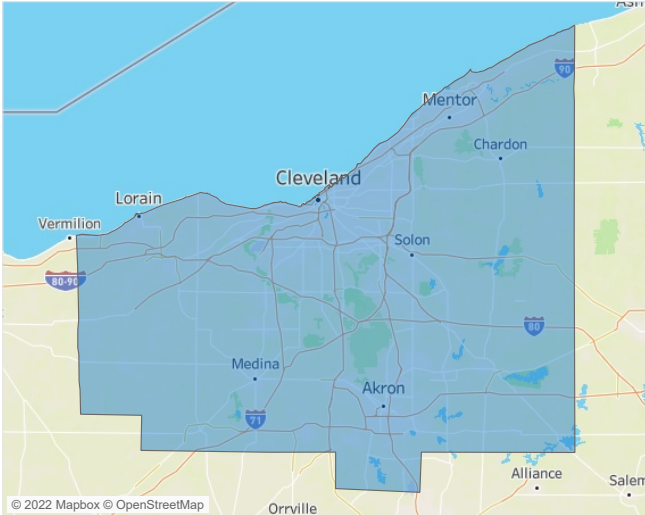 Ash
90
Mentor
Chardon
Cleveland
Lorain
Vermilion
Solon
80-90
80
Medina
Akron
71
Alliance
Salem
© 2022 Mapbox © OpenStreetMap
Orrville